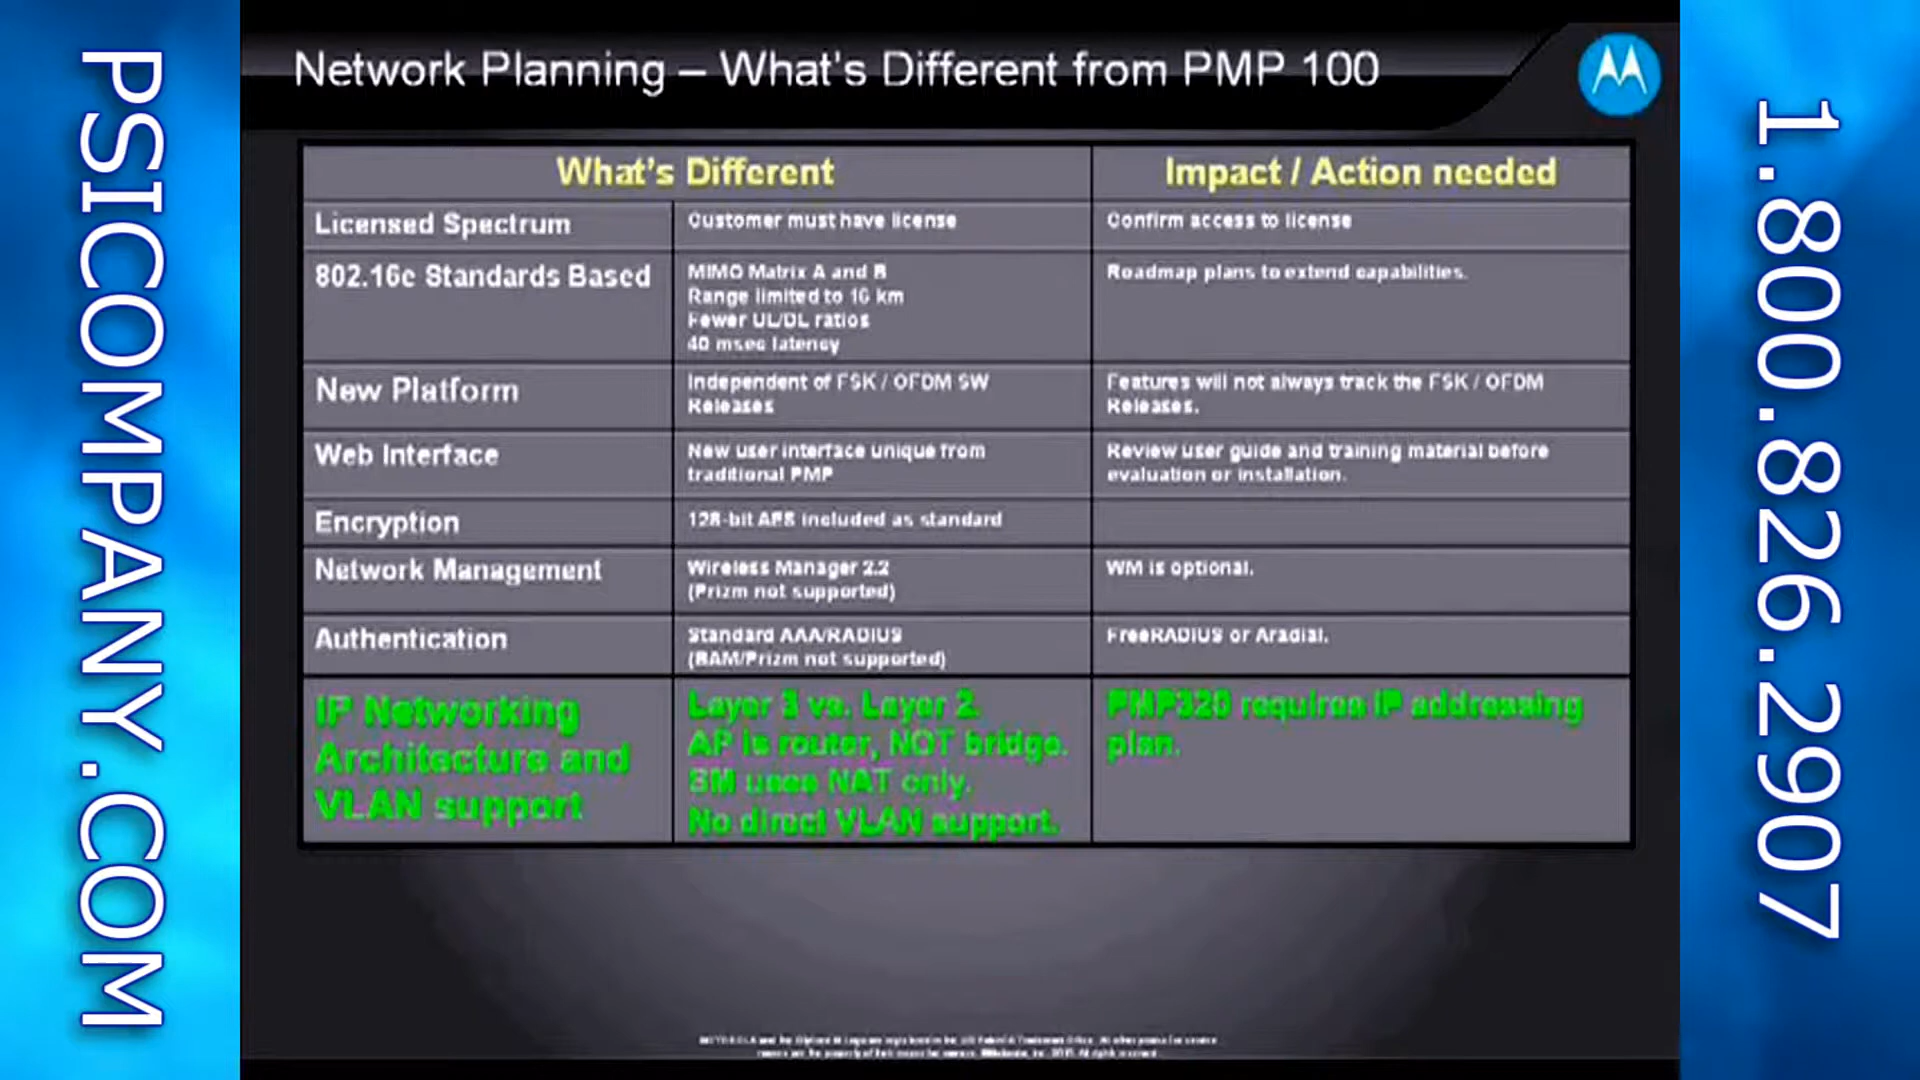 PSICOMPANY.COM
Network Planning – What's Different from PMP 100
What's Different
Impact / Action needed
Licensed Spectrum
Customer must have license
Confirm access to license
802.16e Standards Based
MIMO Matrix A and B
Range limited to 16 km
Fewer UL/DL ratios
40 msec latency
Roadmap plans to extend capabilities.
New Platform
Independent of FSK / OFDM SW
Releases
Features will not always track the FSK / OFDM
Releases.
Web Interface
New user interface unique from
traditional PMP
Review user guide and training material before
evaluation or installation.
Encryption
128-bit AES included as standard
Network Management
Wireless Manager 2.2
(Prizm not supported)
WM is optional.
Authentication
Standard AAA/RADIUS
(BAM/Prizm not supported)
FreeRADIUS or Aradial.
IP Networking
Architecture and
VLAN support
Layer 3 vs. Layer 2.
AP is router, NOT bridge.
SM uses NAT only.
No direct VLAN support.
PMP320 requires IP addressing
plan.
1.800.826.2907